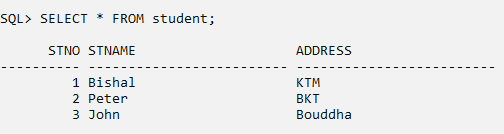 SQL> SELECT * FROM student;
STNO STNAME ADDRESS
---------- ------------------------- -------------------------
1 Bishal KTM
2 Peter BKT
3 John Bouddha